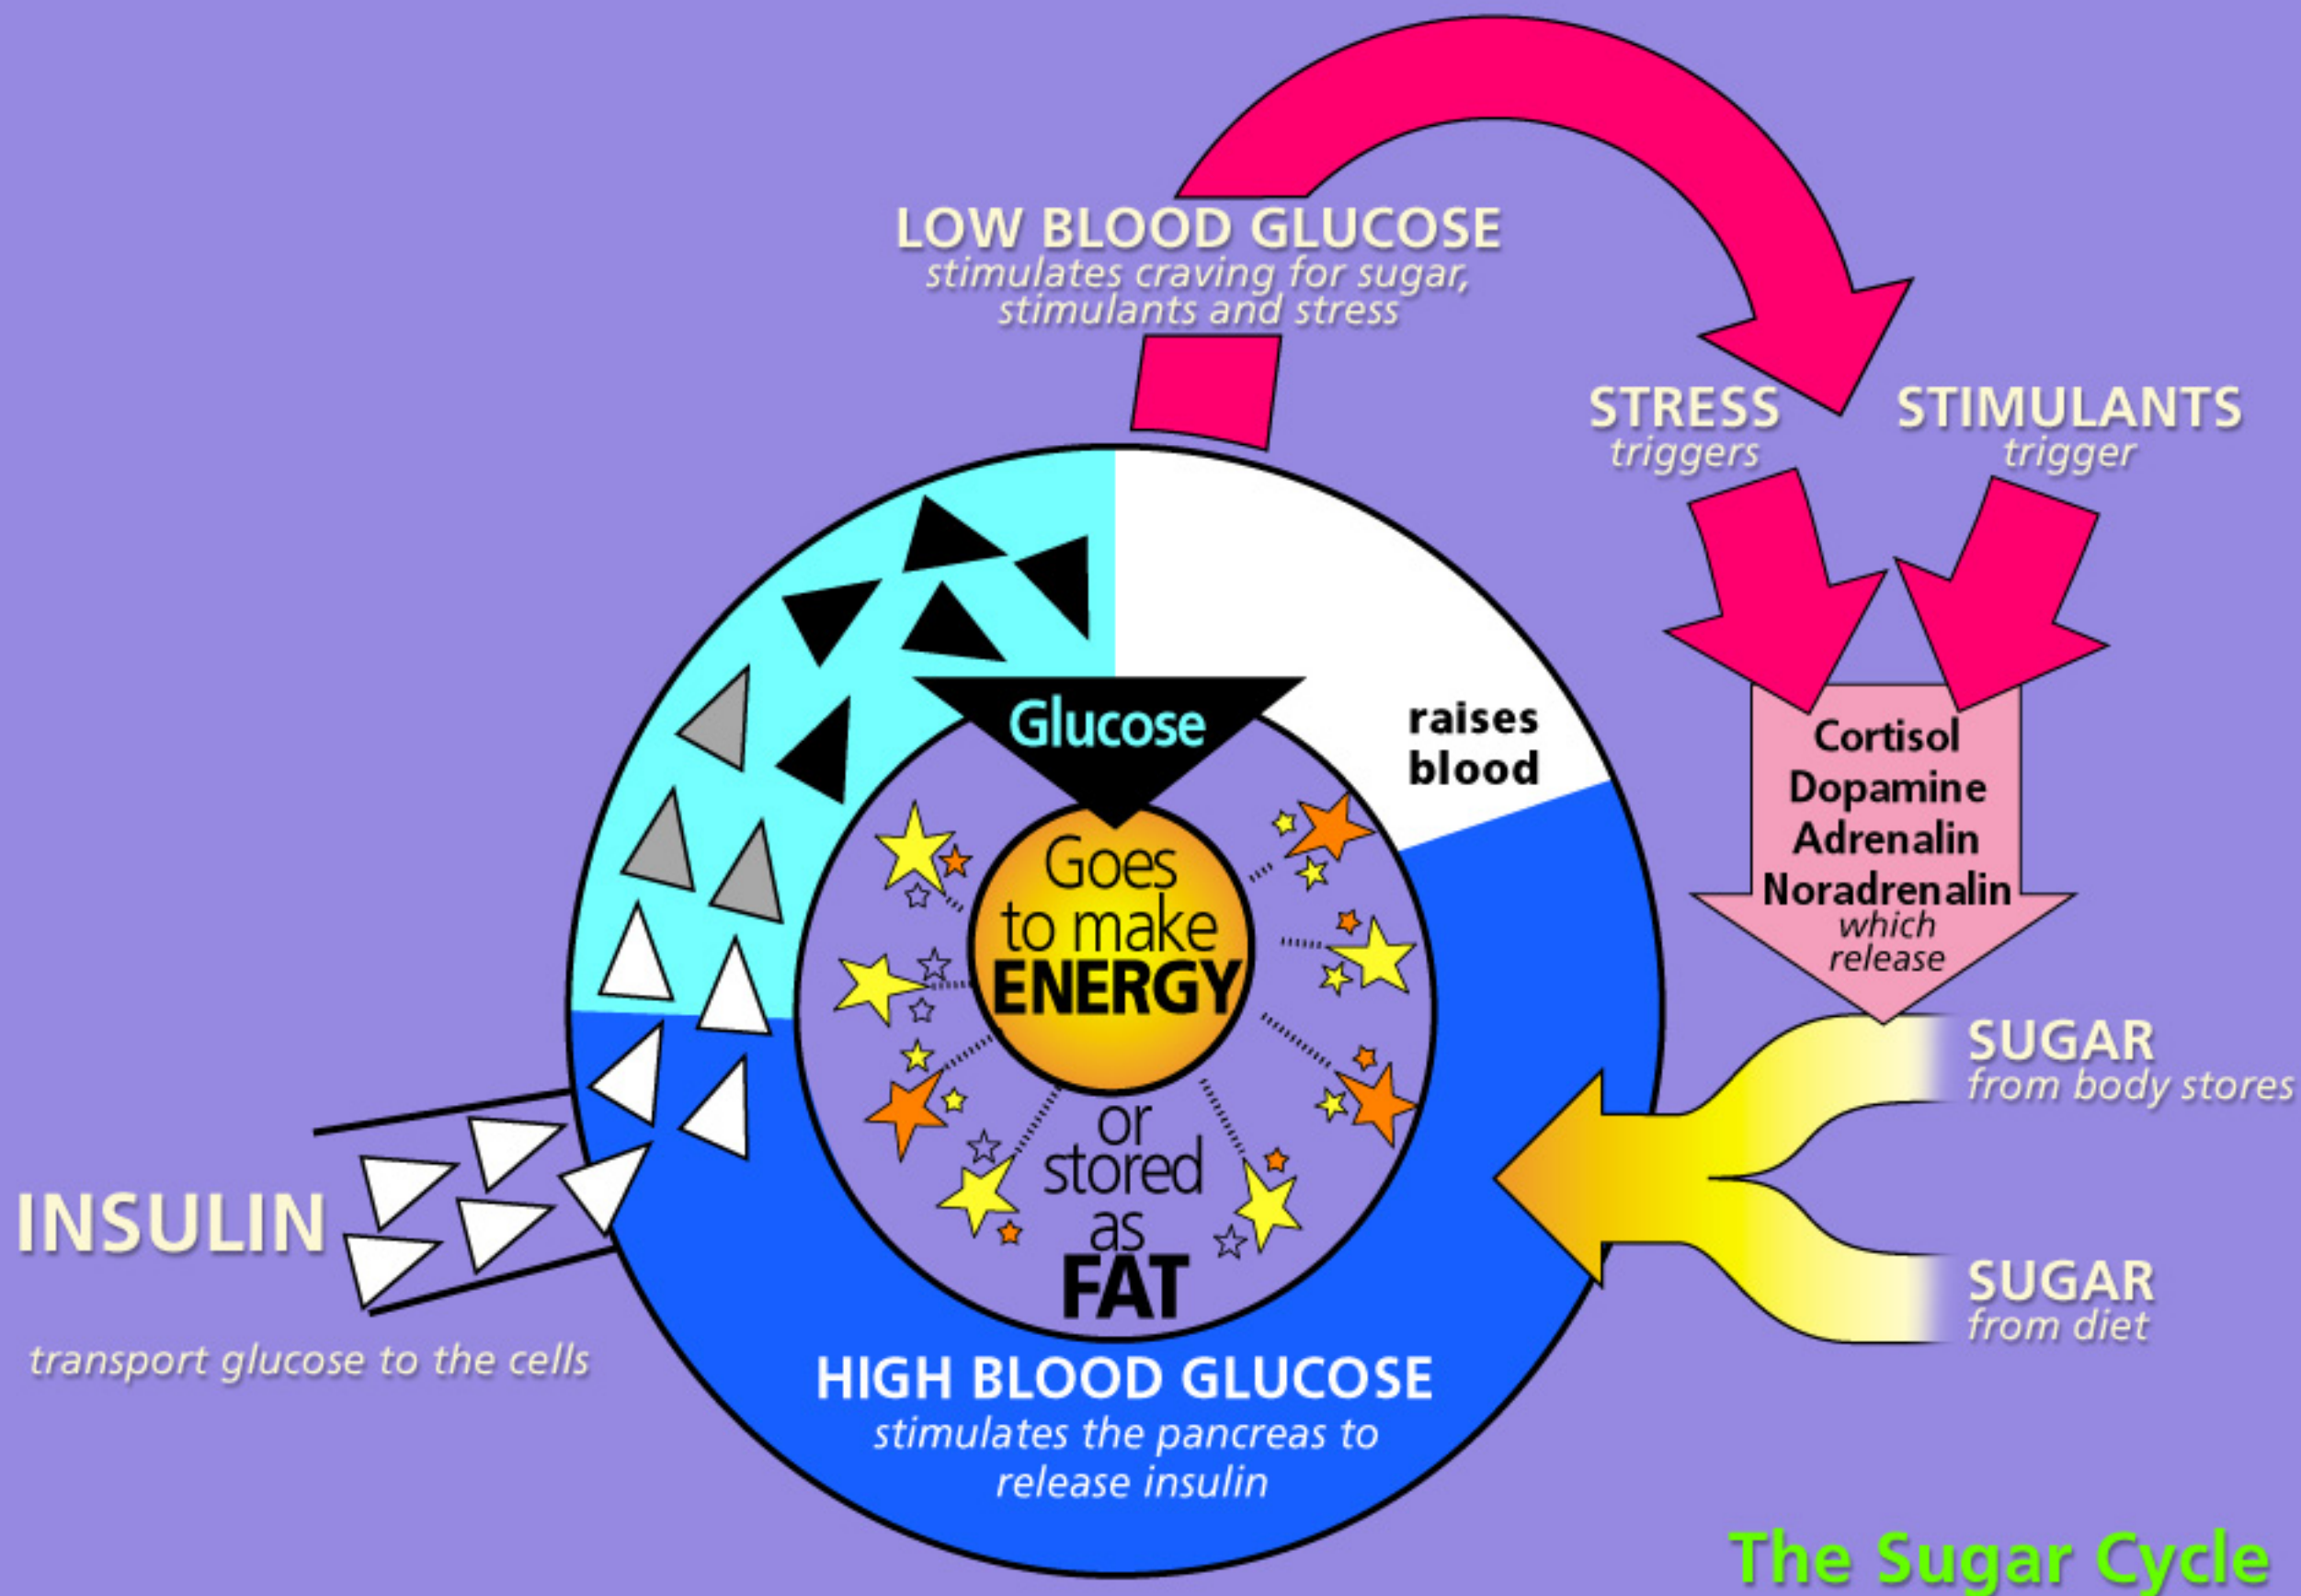 LOW BLOOD GLUCOSE
stimulates craving for sugar,
stimulants and stress
STRESS
triggers
STIMULANTS
trigger
Cortisol
Dopamine
Adrenalin
Noradrenalin
which
release
SUGAR
from body stores
SUGAR
from diet
raises
blood
Glucose
Goes
to make
ENERGY
or
stored
as
FAT
HIGH BLOOD GLUCOSE
stimulates the pancreas to
release insulin
INSULIN
transport glucose to the cells
The Sugar Cycle